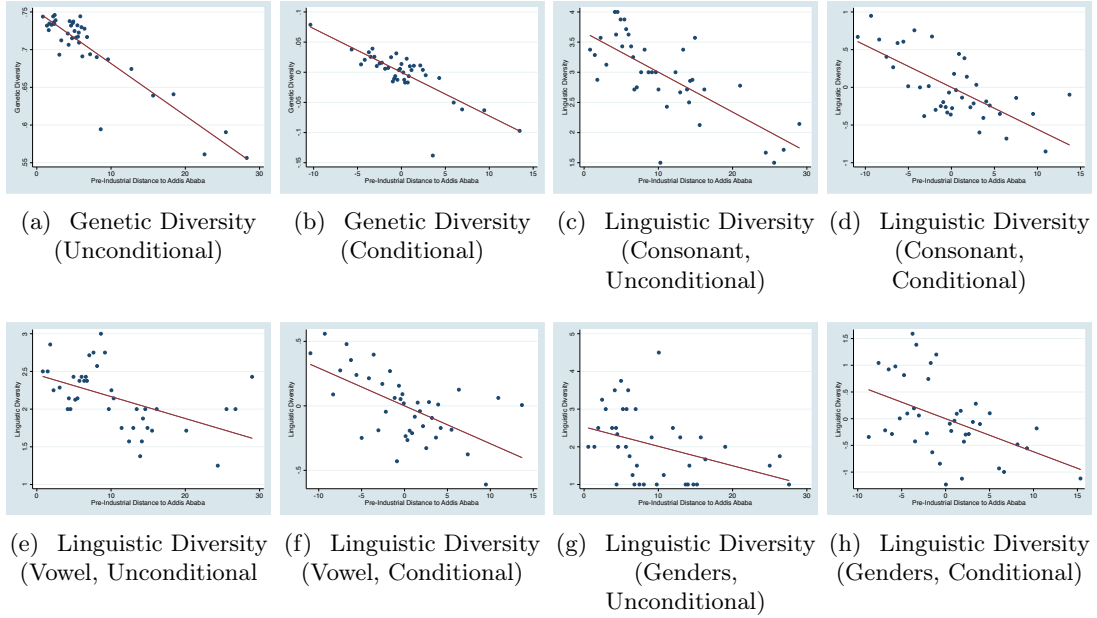 .75
.7
.65
.6
.55
Genetic Diversity
0 10 20 30
Pre-Industrial Distance to Addis Ababa
.1
.05
0
-.05
-.1
-.15
Genetic Diversity
-10 -5 0 5 10 15
Pre-Industrial Distance to Addis Ababa
4
3.5
3
2.5
2
1.5
Linguistic Diversity
0 10 20 30
Pre-Industrial Distance to Addis Ababa
1
.5
0
-.5
-1
Linguistic Diversity
-10 -5 0 5 10 15
Pre-Industrial Distance to Addis Ababa
(a) Genetic Diversity
(Unconditional)
(b) Genetic Diversity
(Conditional)
(c) Linguistic Diversity
(Consonant,
Unconditional)
(d) Linguistic Diversity
(Consonant,
Conditional)
3
2.5
2
1.5
1
Linguistic Diversity
0 10 20 30
Pre-Industrial Distance to Addis Ababa
.5
0
-.5
Linguistic Diversity
-10 -5 0 5 10 15
Pre-Industrial Distance to Addis Ababa
5
4
3
2
1
Linguistic Diversity
0 10 20 30
Pre-Industrial Distance to Addis Ababa
1.5
1
.5
0
-.5
-1
Linguistic Diversity
-10 -5 0 5 10 15
Pre-Industrial Distance to Addis Ababa
(e) Linguistic Diversity
(Vowel, Unconditional
(f) Linguistic Diversity
(Vowel, Conditional)
(g) Linguistic Diversity
(Genders,
Unconditional)
(h) Linguistic Diversity
(Genders, Conditional)